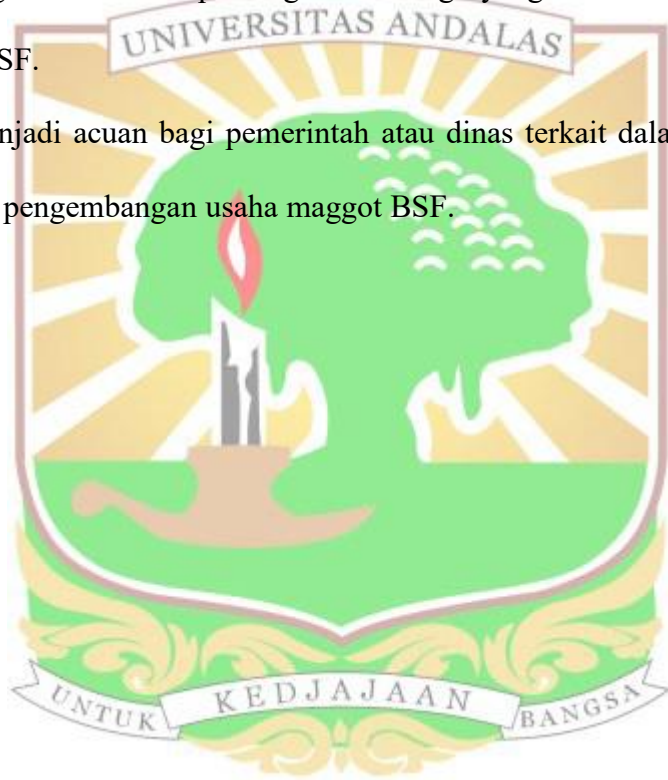 UNIVERSITAS ANDALAS
SF.
njadi acuan bagi pemerintah atau dinas terkait dala
pengembangan usaha maggot BSF.
UNTUK KEDJAJAAN BANGSA